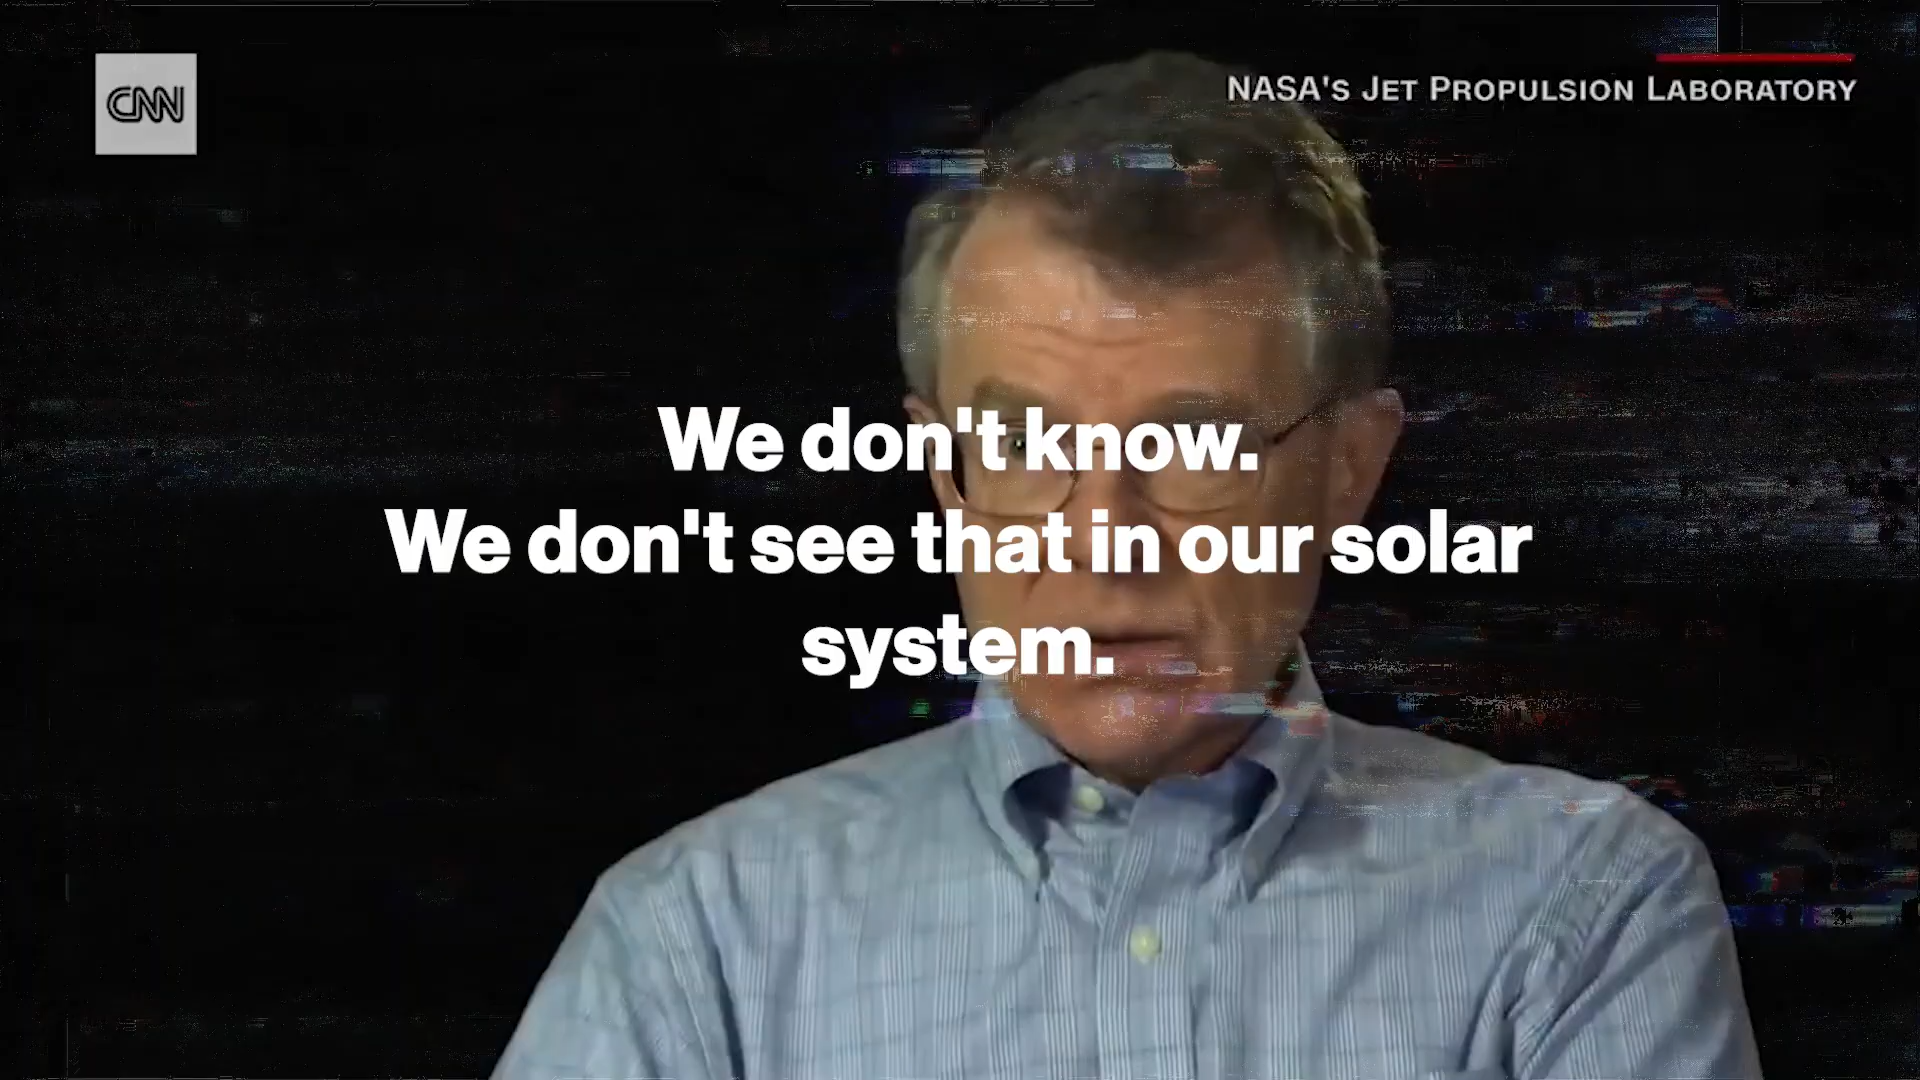 CNN
NASA'S JET PROPULSION LABORATORY
We don't know.
We don't see that in our solar
system.